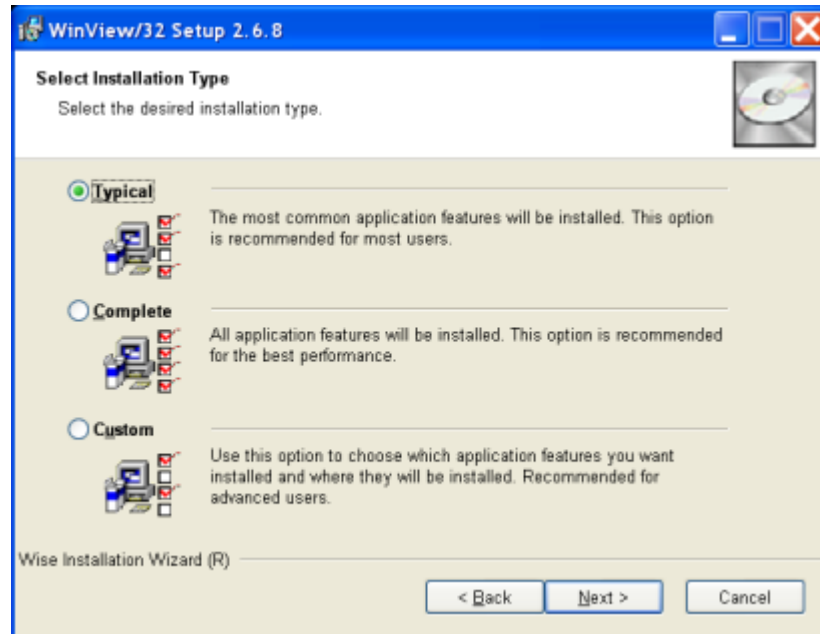 WinView/32 Setup 2.6.8
Select Installation Type
Select the desired installation type.
Typical
The most common application features will be installed. This option
is recommended for most users.
Complete
All application features will be installed. This option is recommended
for the best performance.
Custom
Use this option to choose which application features you want
installed and where they will be installed. Recommended for
advanced users.
Wise Installation Wizard (R)
< Back
Next >
Cancel